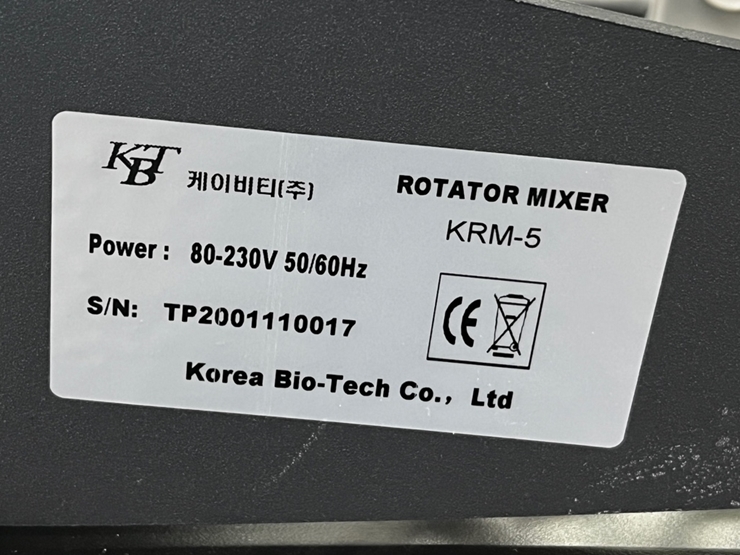 KBT 케이비티(주)
ROTATOR MIXER
KRM-5
Power : 80-230V 50/60Hz
S/N: TP2001110017
CE
Korea Bio-Tech Co., Ltd